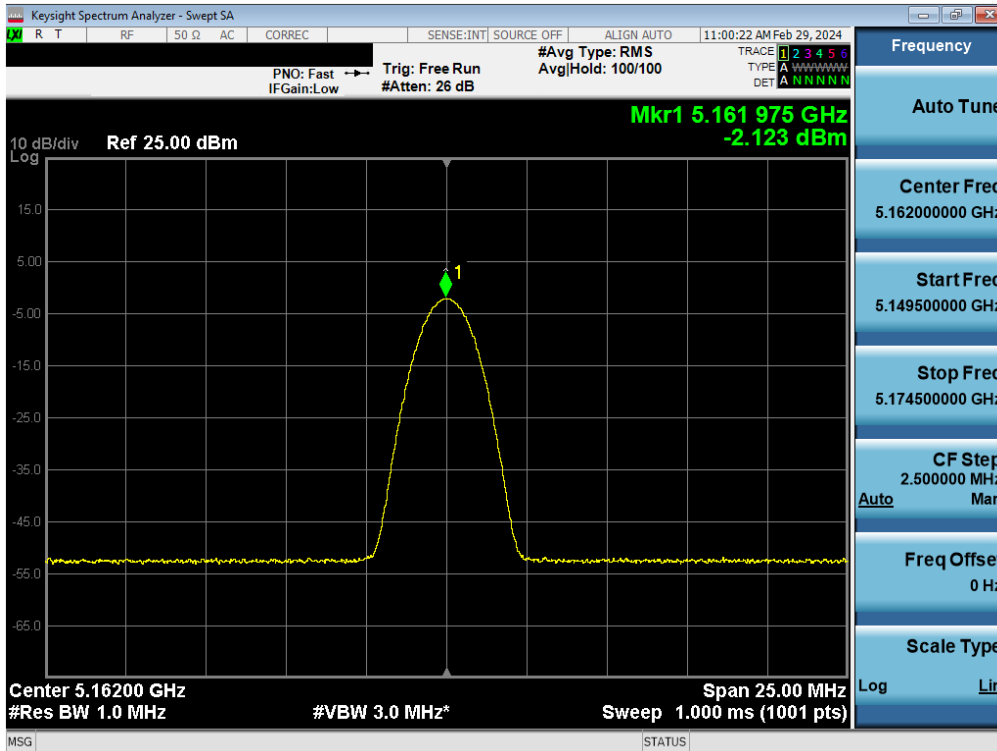 Keysight Spectrum Analyzer - Swept SA
LXI R T RF 50 Ω AC CORREC SENSE:INT SOURCE OFF ALIGN AUTO 11:00:22 AM Feb 29, 2024
PNO: Fast Trig: Free Run #Avg Type: RMS TRACE 1 2 3 4 5 6
IFGain:Low #Atten: 26 dB Avg|Hold: 100/100 TYPE A WWWWW
DET A N N N N N
Mkr1 5.161 975 GHz
-2.123 dBm
10 dB/div Ref 25.00 dBm
Log
15.0
5.00
1
-5.00
-15.0
-25.0
-35.0
-45.0
-55.0
-65.0
Center 5.16200 GHz Span 25.00 MHz
#Res BW 1.0 MHz #VBW 3.0 MHz* Sweep 1.000 ms (1001 pts)
MSG STATUS
Frequency
Auto Tune
Center Freq
5.162000000 GHz
Start Freq
5.149500000 GHz
Stop Freq
5.174500000 GHz
CF Step
2.500000 MHz
Auto Man
Freq Offset
0 Hz
Scale Type
Log Lin